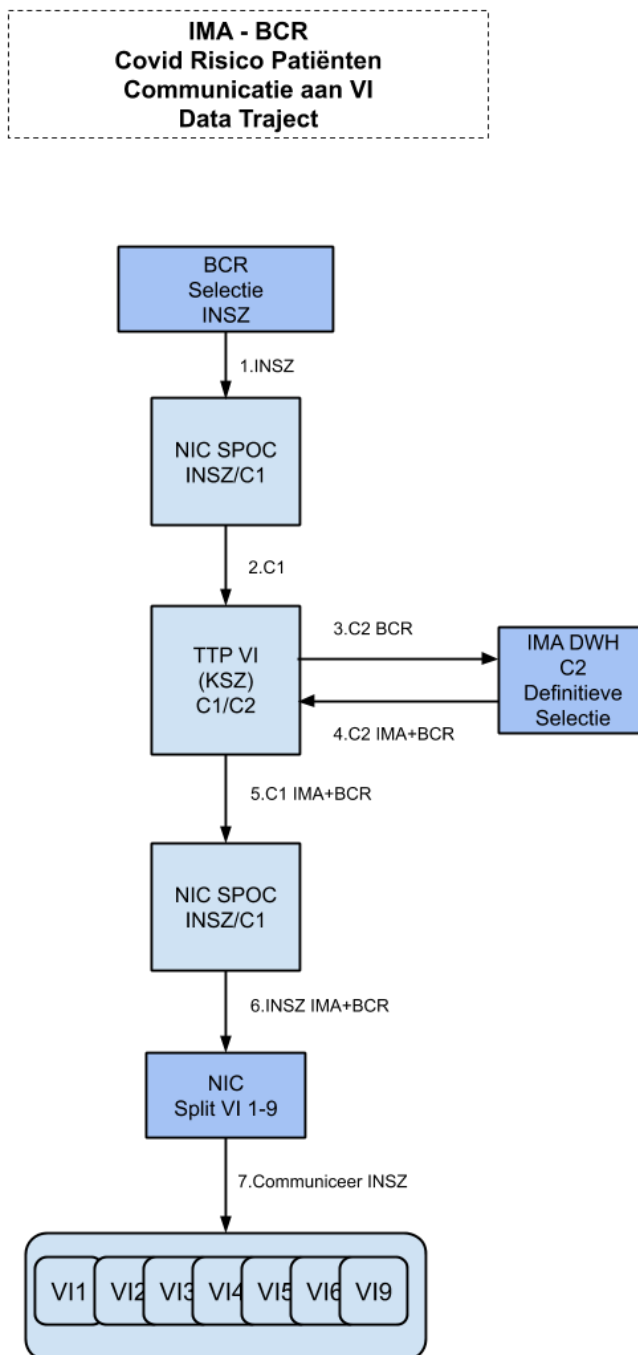 IMA - BCR
Covid Risico Patiënten
Communicatie aan VI
Data Traject
BCR
Selectie
INSZ
1.INSZ
NIC SPOC
INSZ/C1
2.C1
TTP VI
(KSZ)
C1/C2
3.C2 BCR
IMA DWH
C2
Definitieve
Selectie
4.C2 IMA+BCR
5.C1 IMA+BCR
NIC SPOC
INSZ/C1
6.INSZ IMA+BCR
NIC
Split VI 1-9
7.Communiceer INSZ
VI1 VI2 VI3 VI4 VI5 VI6 VI9